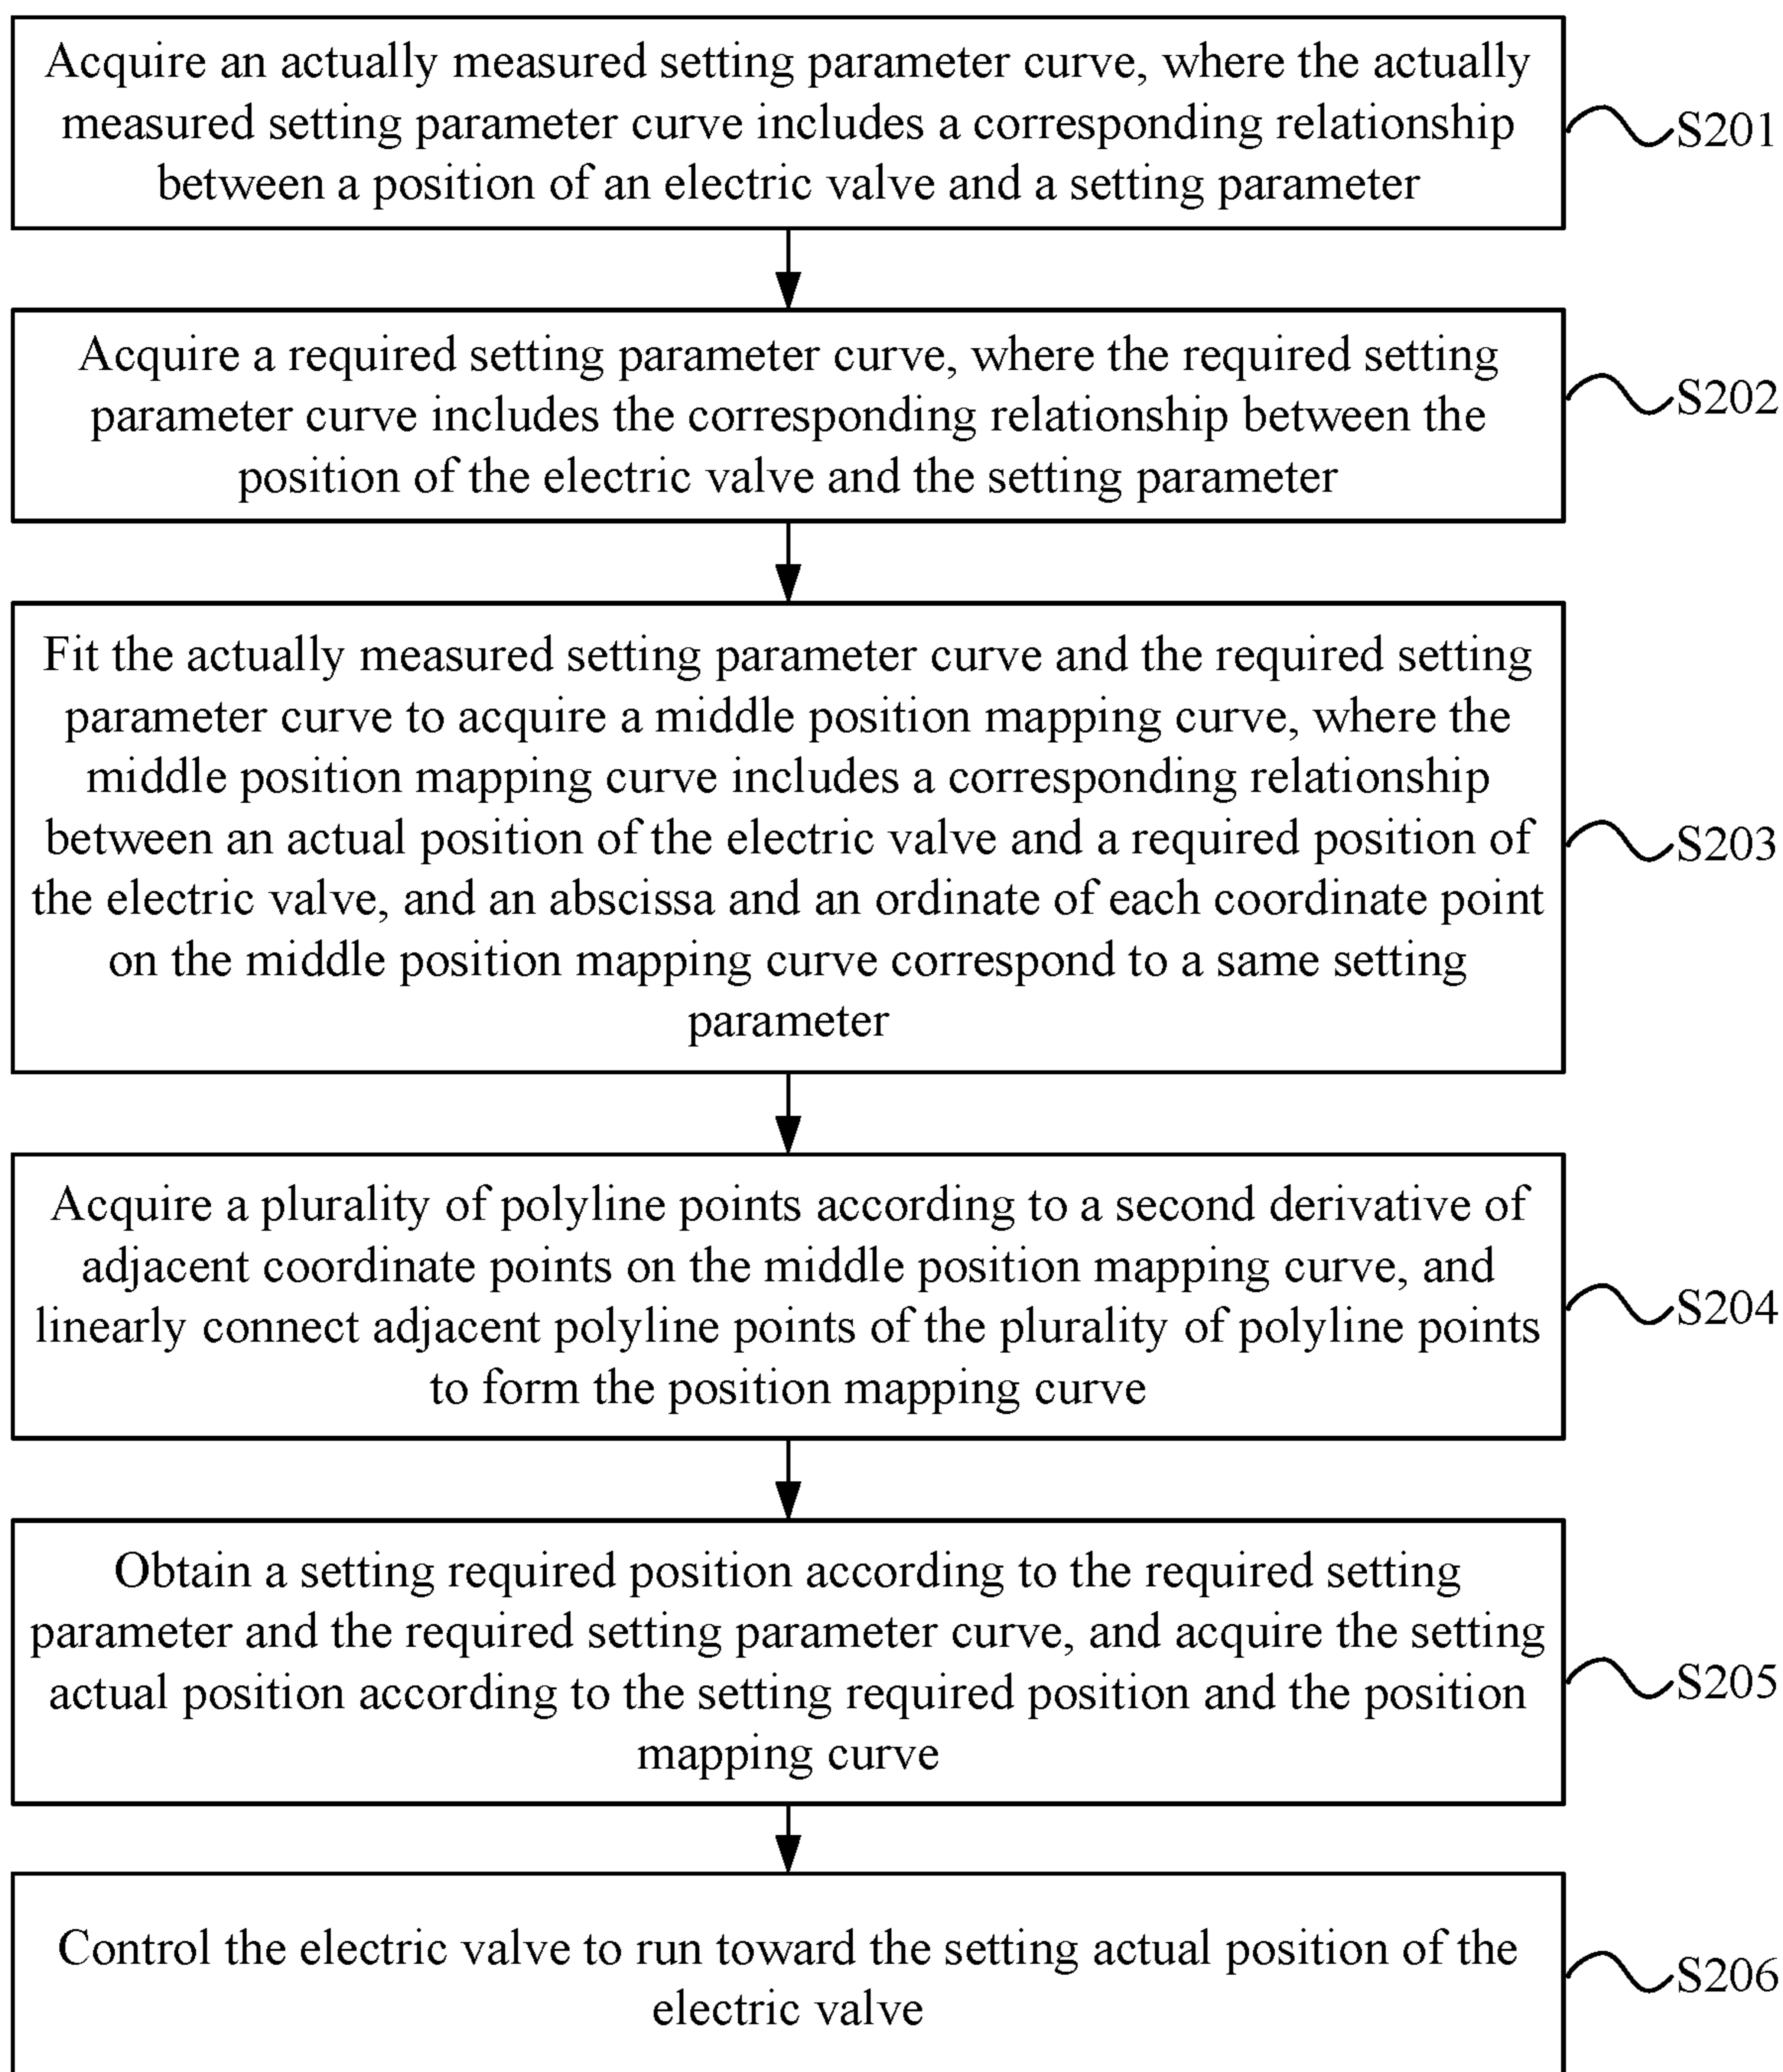 Acquire an actually measured setting parameter curve, where the actually
measured setting parameter curve includes a corresponding relationship
between a position of an electric valve and a setting parameter
S201
Acquire a required setting parameter curve, where the required setting
parameter curve includes the corresponding relationship between the
position of the electric valve and the setting parameter
S202
Fit the actually measured setting parameter curve and the required setting
parameter curve to acquire a middle position mapping curve, where the
middle position mapping curve includes a corresponding relationship
between an actual position of the electric valve and a required position of
the electric valve, and an abscissa and an ordinate of each coordinate point
on the middle position mapping curve correspond to a same setting
parameter
S203
Acquire a plurality of polyline points according to a second derivative of
adjacent coordinate points on the middle position mapping curve, and
linearly connect adjacent polyline points of the plurality of polyline points
to form the position mapping curve
S204
Obtain a setting required position according to the required setting
parameter and the required setting parameter curve, and acquire the setting
actual position according to the setting required position and the position
mapping curve
S205
Control the electric valve to run toward the setting actual position of the
electric valve
S206